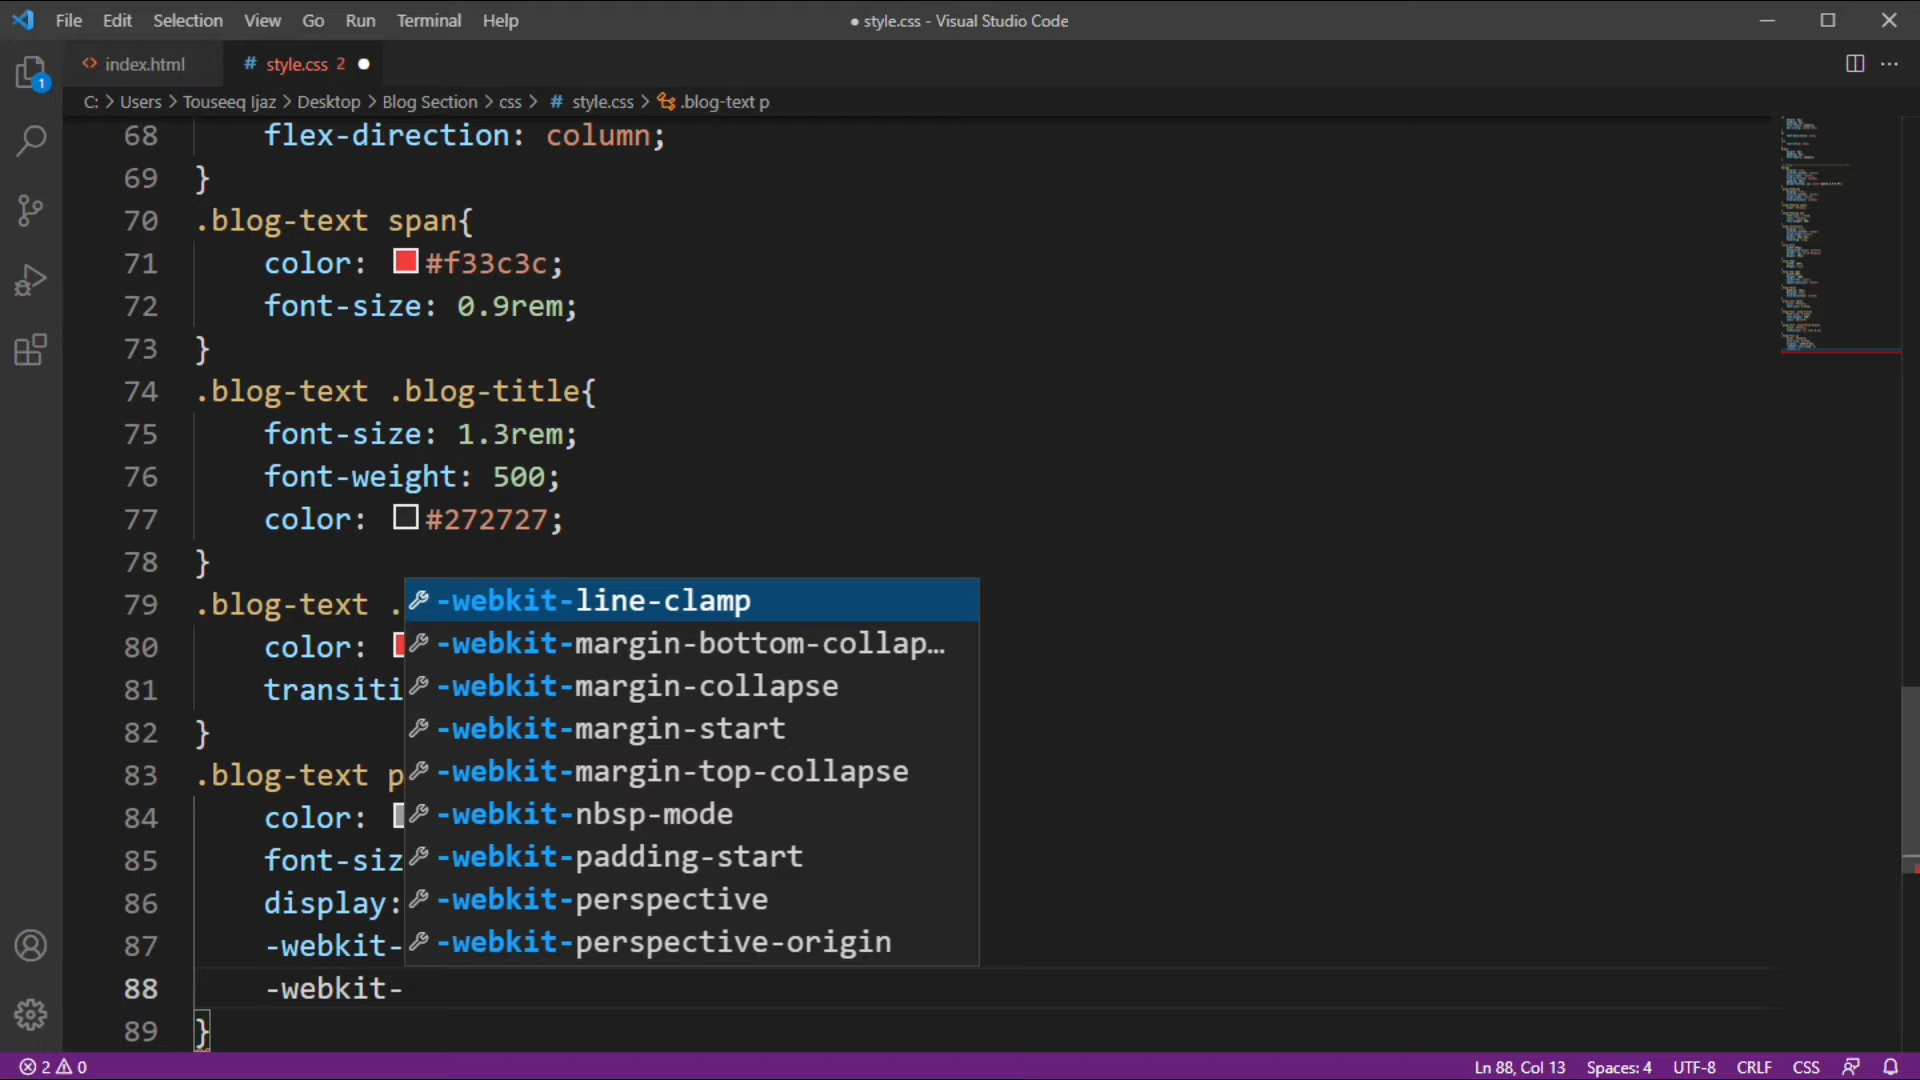 File Edit Selection View Go Run Terminal Help
● style.css - Visual Studio Code
<> index.html
# style.css 2 ●
C: > Users > Touseeq Ijaz > Desktop > Blog Section > css > # style.css > .blog-text p
1
68 flex-direction: column;
69 }
70 .blog-text span{
71 color: #f33c3c;
72 font-size: 0.9rem;
73 }
74 .blog-text .blog-title{
75 font-size: 1.3rem;
76 font-weight: 500;
77 color: #272727;
78 }
79 .blog-text .
-webkit-line-clamp
80 color:
-webkit-margin-bottom-collap…
81 transiti
-webkit-margin-collapse
82 }
-webkit-margin-start
83 .blog-text p
-webkit-margin-top-collapse
84 color:
-webkit-nbsp-mode
85 font-siz
-webkit-padding-start
86 display:
-webkit-perspective
87 -webkit-
-webkit-perspective-origin
88 -webkit-
89 }
2 0
Ln 88, Col 13 Spaces: 4 UTF-8 CRLF CSS